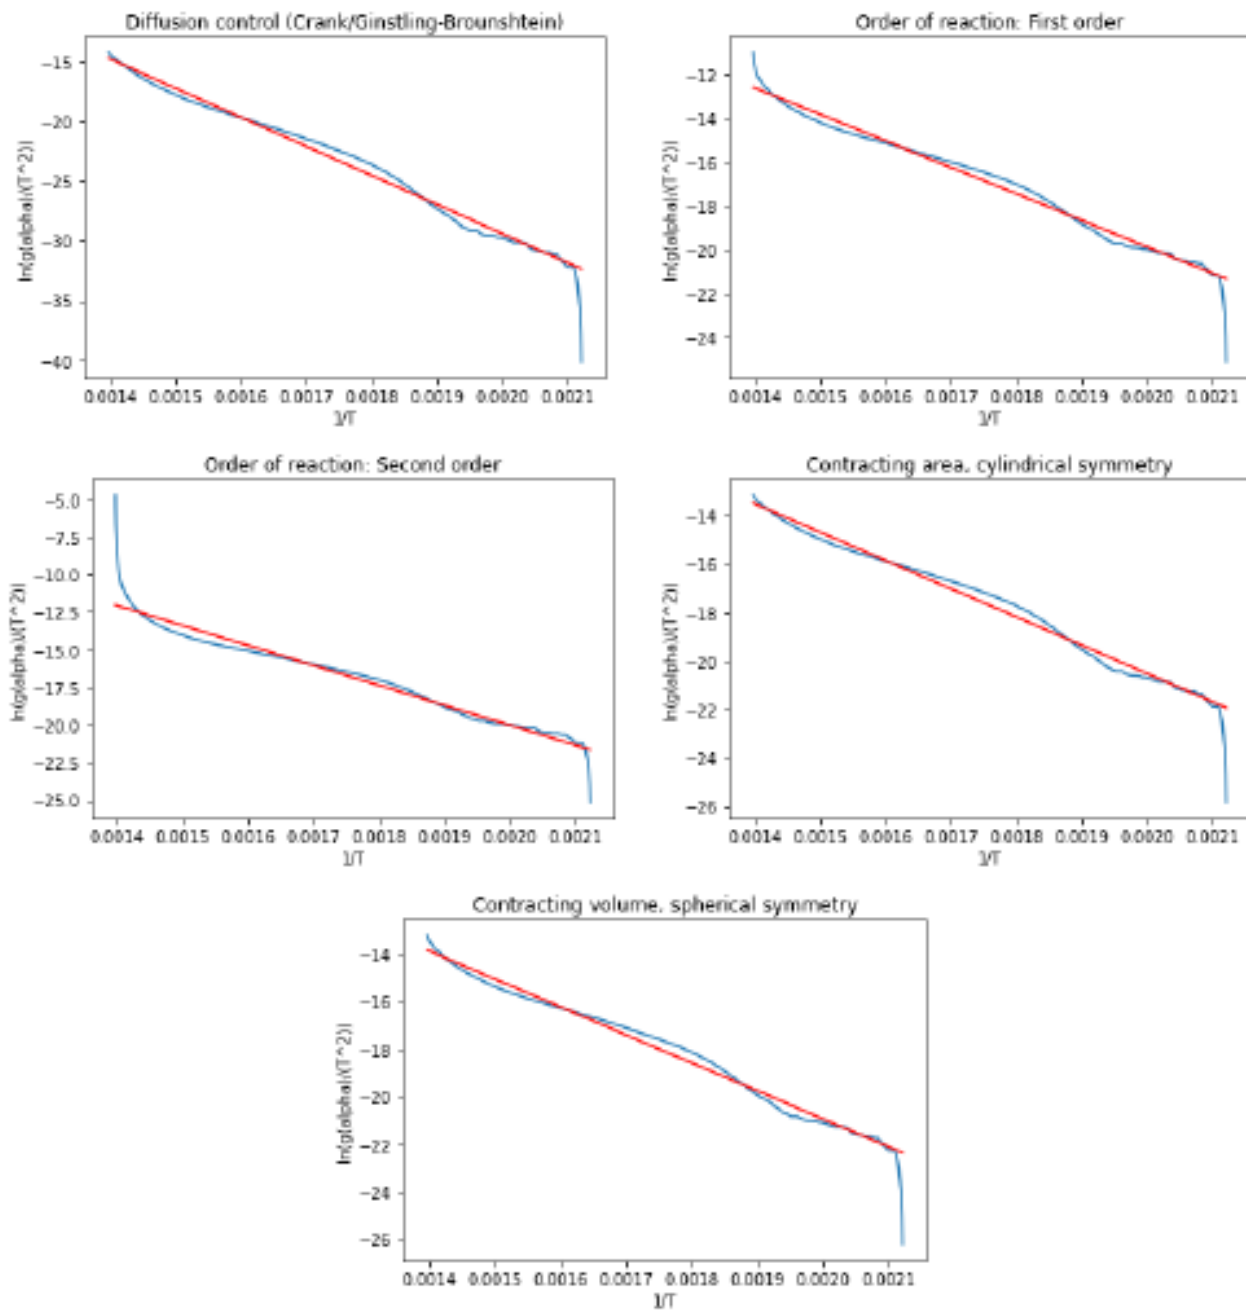 Diffusion control (Crank/Ginstling-Brounshtein)
ln(g(alpha)/(T^2))
−15
−20
−25
−30
−35
−40
0.0014 0.0015 0.0016 0.0017 0.0018 0.0019 0.0020 0.0021
1/T
Order of reaction: First order
ln(g(alpha)/(T^2))
−12
−14
−16
−18
−20
−22
−24
0.0014 0.0015 0.0016 0.0017 0.0018 0.0019 0.0020 0.0021
1/T
Order of reaction: Second order
ln(g(alpha)/(T^2))
−5.0
−7.5
−10.0
−12.5
−15.0
−17.5
−20.0
−22.5
−25.0
0.0014 0.0015 0.0016 0.0017 0.0018 0.0019 0.0020 0.0021
1/T
Contracting area, cylindrical symmetry
ln(g(alpha)/(T^2))
−14
−16
−18
−20
−22
−24
−26
0.0014 0.0015 0.0016 0.0017 0.0018 0.0019 0.0020 0.0021
1/T
Contracting volume, spherical symmetry
ln(g(alpha)/(T^2))
−14
−16
−18
−20
−22
−24
−26
0.0014 0.0015 0.0016 0.0017 0.0018 0.0019 0.0020 0.0021
1/T